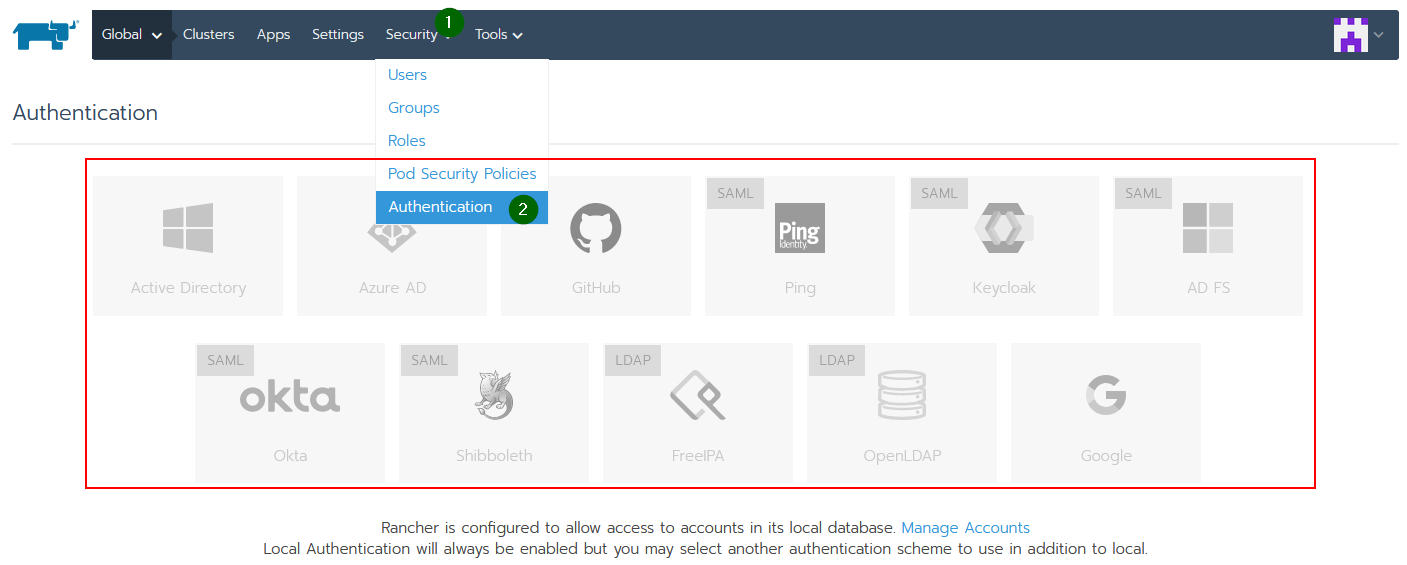 Global Clusters Apps Settings Security 1 Tools
Users
Groups
Roles
Pod Security Policies
Authentication 2
Authentication
Active Directory
Azure AD
GitHub
SAML
Ping
Identity.
Ping
SAML
Keycloak
SAML
AD FS
SAML
okta
Okta
SAML
Shibboleth
LDAP
FreeIPA
LDAP
OpenLDAP
G
Google
Rancher is configured to allow access to accounts in its local database. Manage Accounts
Local Authentication will always be enabled but you may select another authentication scheme to use in addition to local.